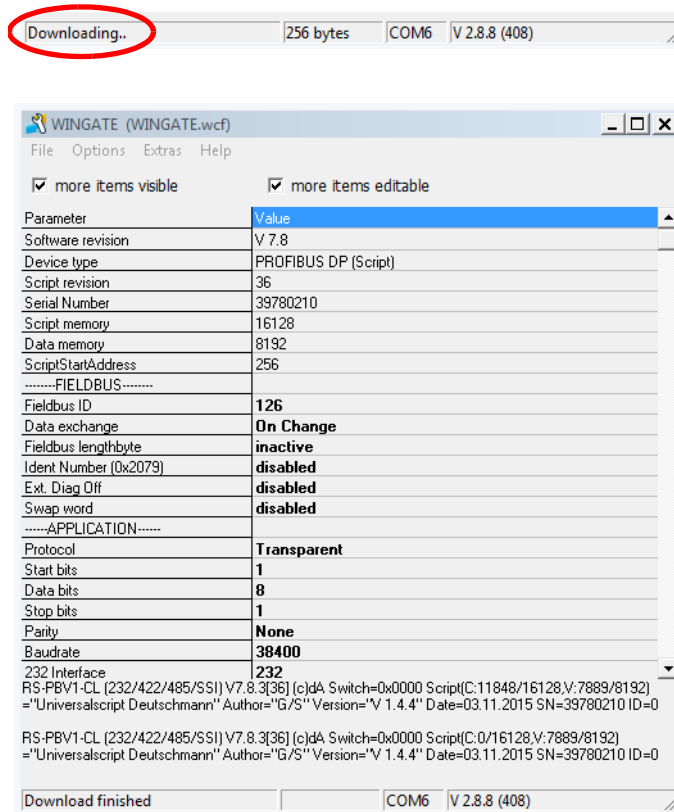 Downloading.. 256 bytes COM6 V 2.8.8 (408)
WINGATE (WINGATE.wcf)
File Options Extras Help
more items visible more items editable
Parameter Value
Software revision V 7.8
Device type PROFIBUS DP (Script)
Script revision 36
Serial Number 39780210
Script memory 16128
Data memory 8192
ScriptStartAddress 256
--------FIELDBUS--------
Fieldbus ID 126
Data exchange On Change
Fieldbus lengthbyte inactive
Ident Number (0x2079) disabled
Ext. Diag Off disabled
Swap word disabled
------APPLICATION------
Protocol Transparent
Start bits 1
Data bits 8
Stop bits 1
Parity None
Baudrate 38400
232 Interface 232
RS-PBV1-CL (232/422/485/SSI) V7.8.3[36] (c)dA Switch=0x0000 Script(C:11848/16128,V:7889/8192)
="Universalscript Deutschmann" Author="G/S" Version="V 1.4.4" Date=03.11.2015 SN=39780210 ID=0
RS-PBV1-CL (232/422/485/SSI) V7.8.3[36] (c)dA Switch=0x0000 Script(C:0/16128,V:7889/8192)
="Universalscript Deutschmann" Author="G/S" Version="V 1.4.4" Date=03.11.2015 SN=39780210 ID=0
Download finished COM6 V 2.8.8 (408)